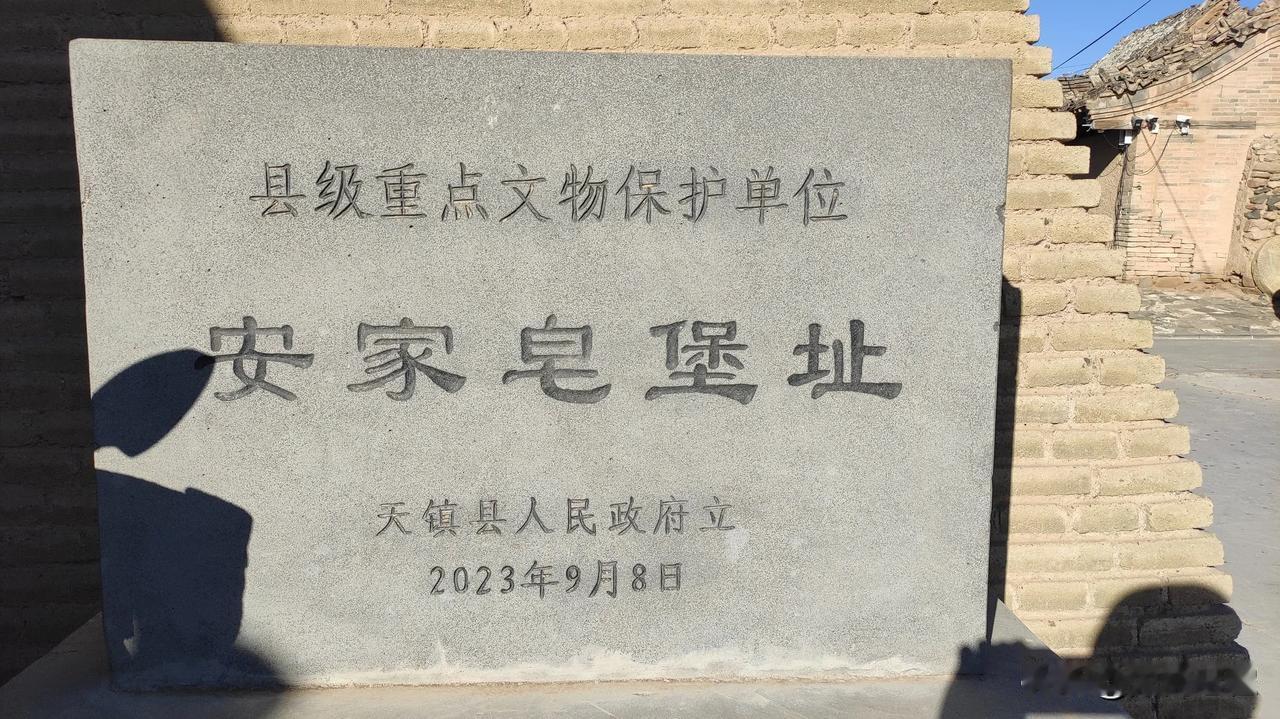 县级重点文物保护单位
安家皂堡址
天镇县人民政府立
2023年9月8日